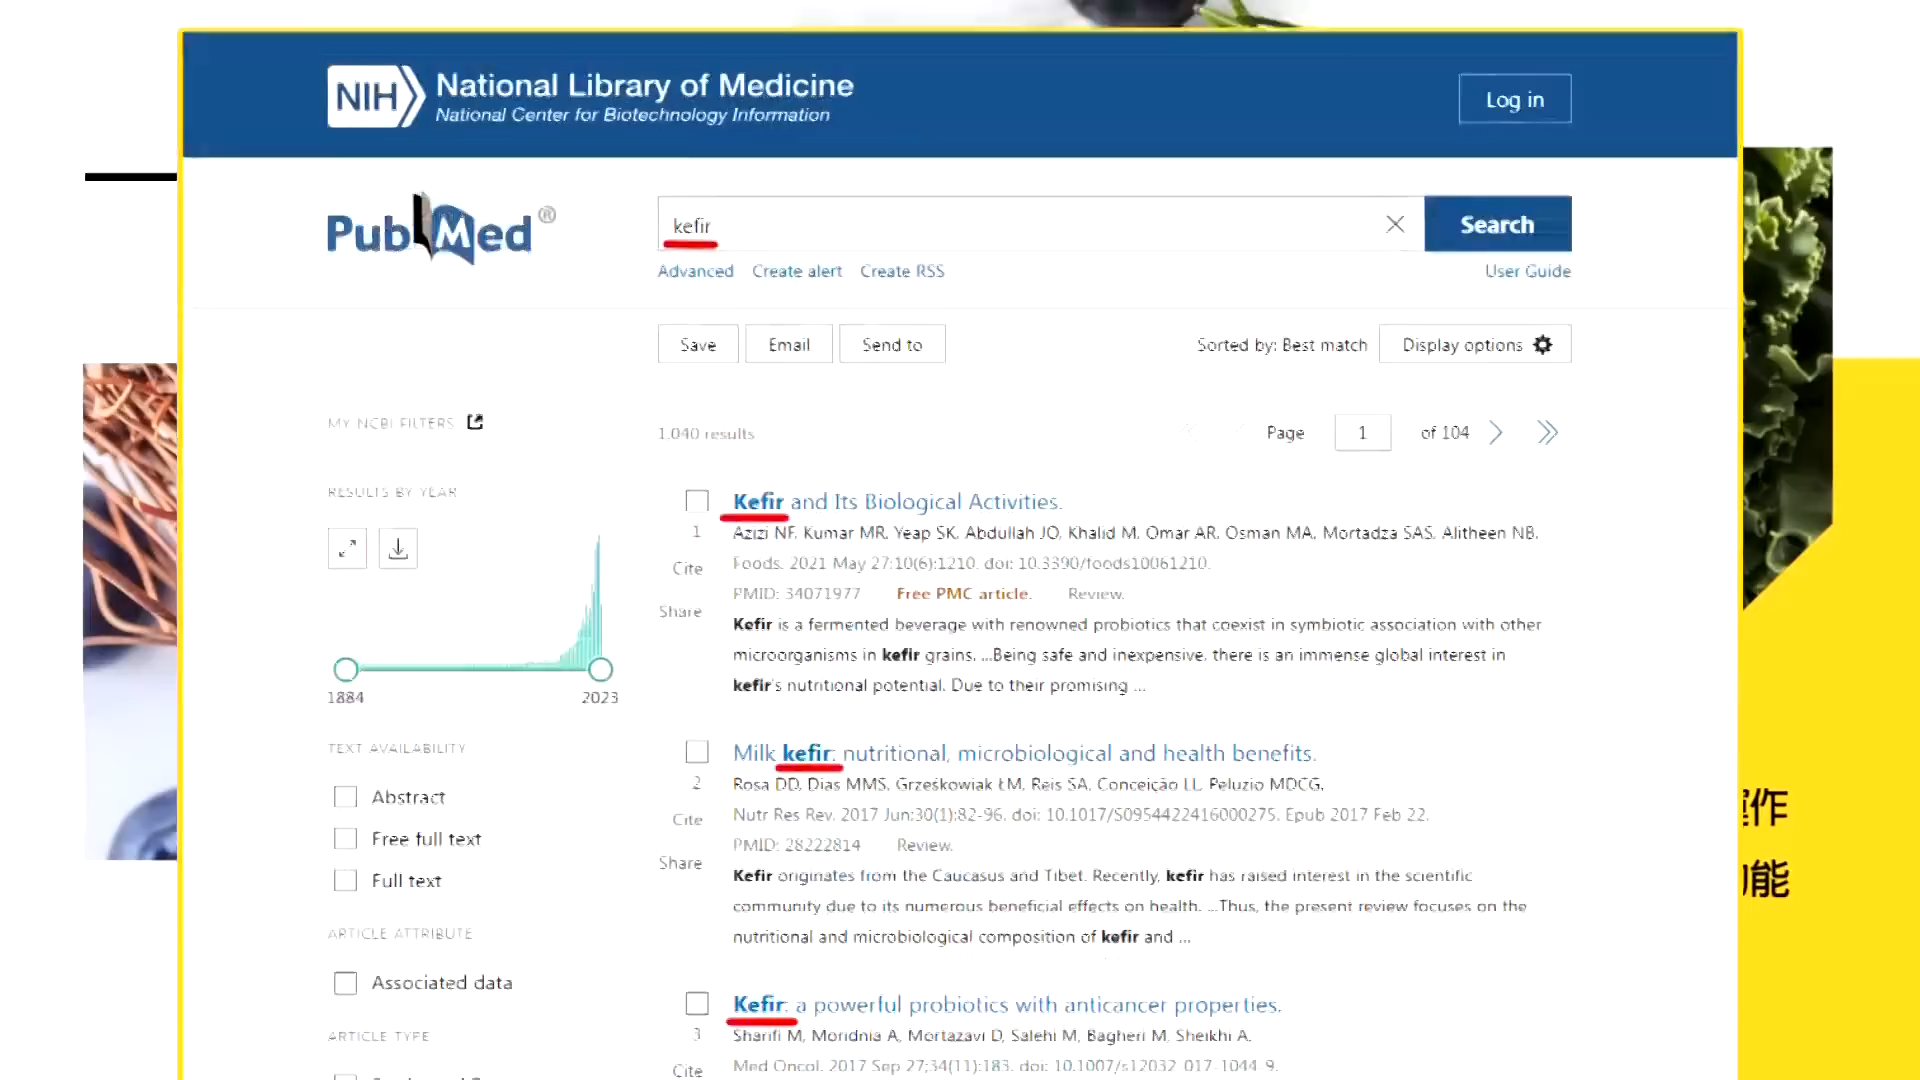 NIH National Library of Medicine
National Center for Biotechnology Information
Log in
PubMed®
kefir
Search
Advanced Create alert Create RSS
User Guide
Save Email Send to
Sorted by: Best match
Display options
MY NCBI FILTERS
1,040 results
Page 1 of 104
RESULTS BY YEAR
1884
2023
TEXT AVAILABILITY
Abstract
Free full text
Full text
ARTICLE ATTRIBUTE
Associated data
ARTICLE TYPE
Kefir and Its Biological Activities.
1
Azizi NF, Kumar MR, Yeap SK, Abdullah JO, Khalid M, Omar AR, Osman MA, Mortadza SAS, Alitheen NB.
Cite
Foods. 2021 May 27;10(6):1210. doi: 10.3390/foods10061210.
PMID: 34071977 Free PMC article. Review.
Share
Kefir is a fermented beverage with renowned probiotics that coexist in symbiotic association with other
microorganisms in kefir grains. ...Being safe and inexpensive, there is an immense global interest in
kefir's nutritional potential. Due to their promising ...
Milk kefir: nutritional, microbiological and health benefits.
2
Rosa DD, Dias MMS, Grześkowiak ŁM, Reis SA, Conceição LL, Peluzio MDCG.
Cite
Nutr Res Rev. 2017 Jun;30(1):82-96. doi: 10.1017/S0954422416000275. Epub 2017 Feb 22.
PMID: 28222814 Review.
Share
Kefir originates from the Caucasus and Tibet. Recently, kefir has raised interest in the scientific
community due to its numerous beneficial effects on health. ...Thus, the present review focuses on the
nutritional and microbiological composition of kefir and ...
Kefir: a powerful probiotics with anticancer properties.
3
Sharifi M, Moridnia A, Mortazavi D, Salehi M, Bagheri M, Sheikhi A.
Cite
Med Oncol. 2017 Sep 27;34(11):183. doi: 10.1007/s12032-017-1044-9.
作
能